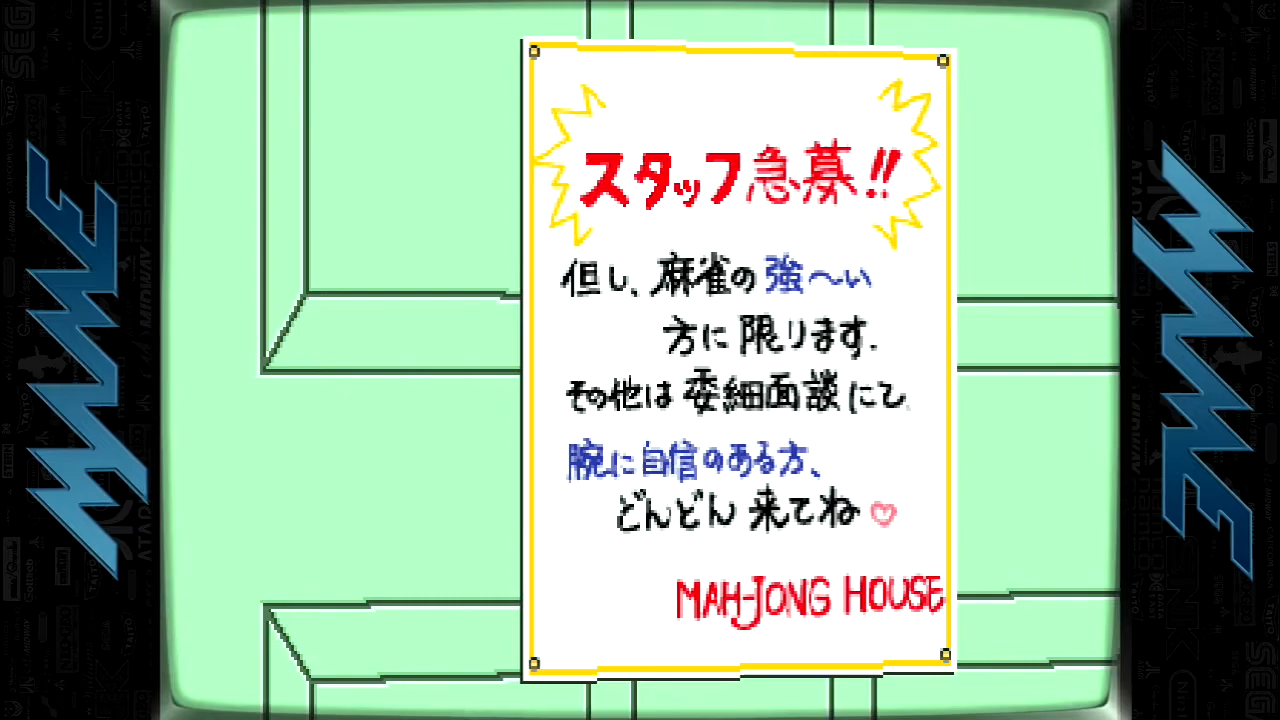 スタッフ急募!!
但し、麻雀の強〜い
方に限ります.
その他は委細面談にて.
腕に自信のある方、
どんどん来てね♡
MAH-JONG HOUSE
MAME
MAME